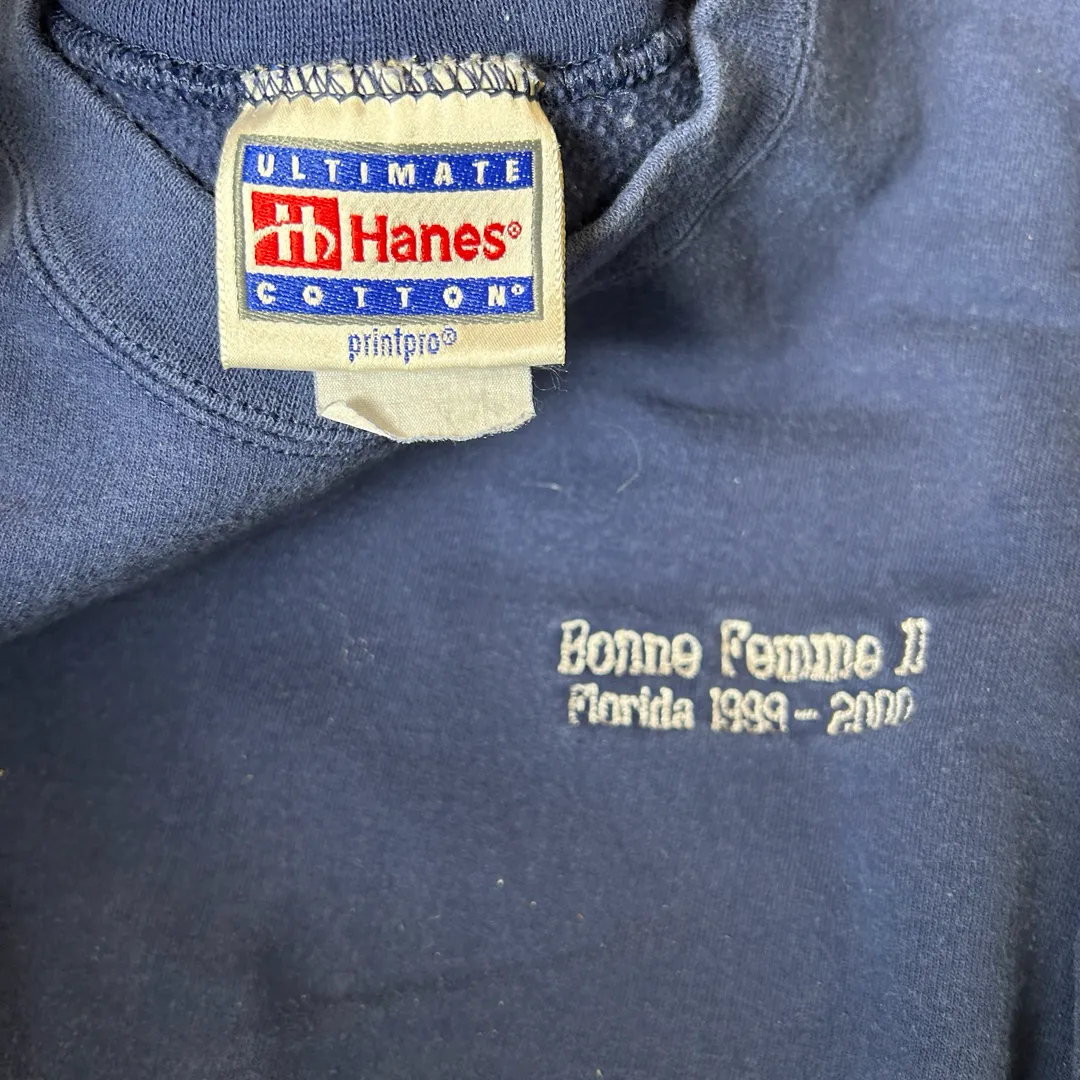 ULTIMATE
Hanes®
COTTON®
printpro®
Bonne Femme II
Florida 1999 - 2000